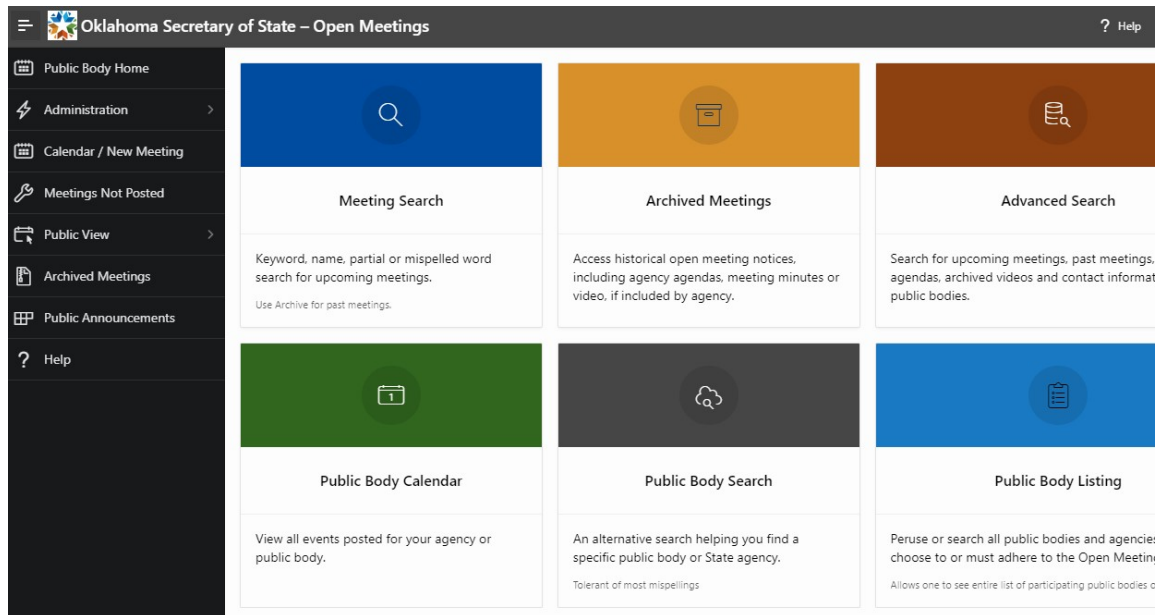 Oklahoma Secretary of State – Open Meetings
? Help
Public Body Home
Administration
Calendar / New Meeting
Meetings Not Posted
Public View
Archived Meetings
Public Announcements
? Help
Meeting Search
Keyword, name, partial or mispelled word
search for upcoming meetings.
Use Archive for past meetings.
Archived Meetings
Access historical open meeting notices,
including agency agendas, meeting minutes or
video, if included by agency.
Advanced Search
Search for upcoming meetings, past meetings,
agendas, archived videos and contact informat
public bodies.
1
Public Body Calendar
View all events posted for your agency or
public body.
Public Body Search
An alternative search helping you find a
specific public body or State agency.
Tolerant of most mispellings
Public Body Listing
Peruse or search all public bodies and agencies
choose to or must adhere to the Open Meetin
Allows one to see entire list of participating public bodies